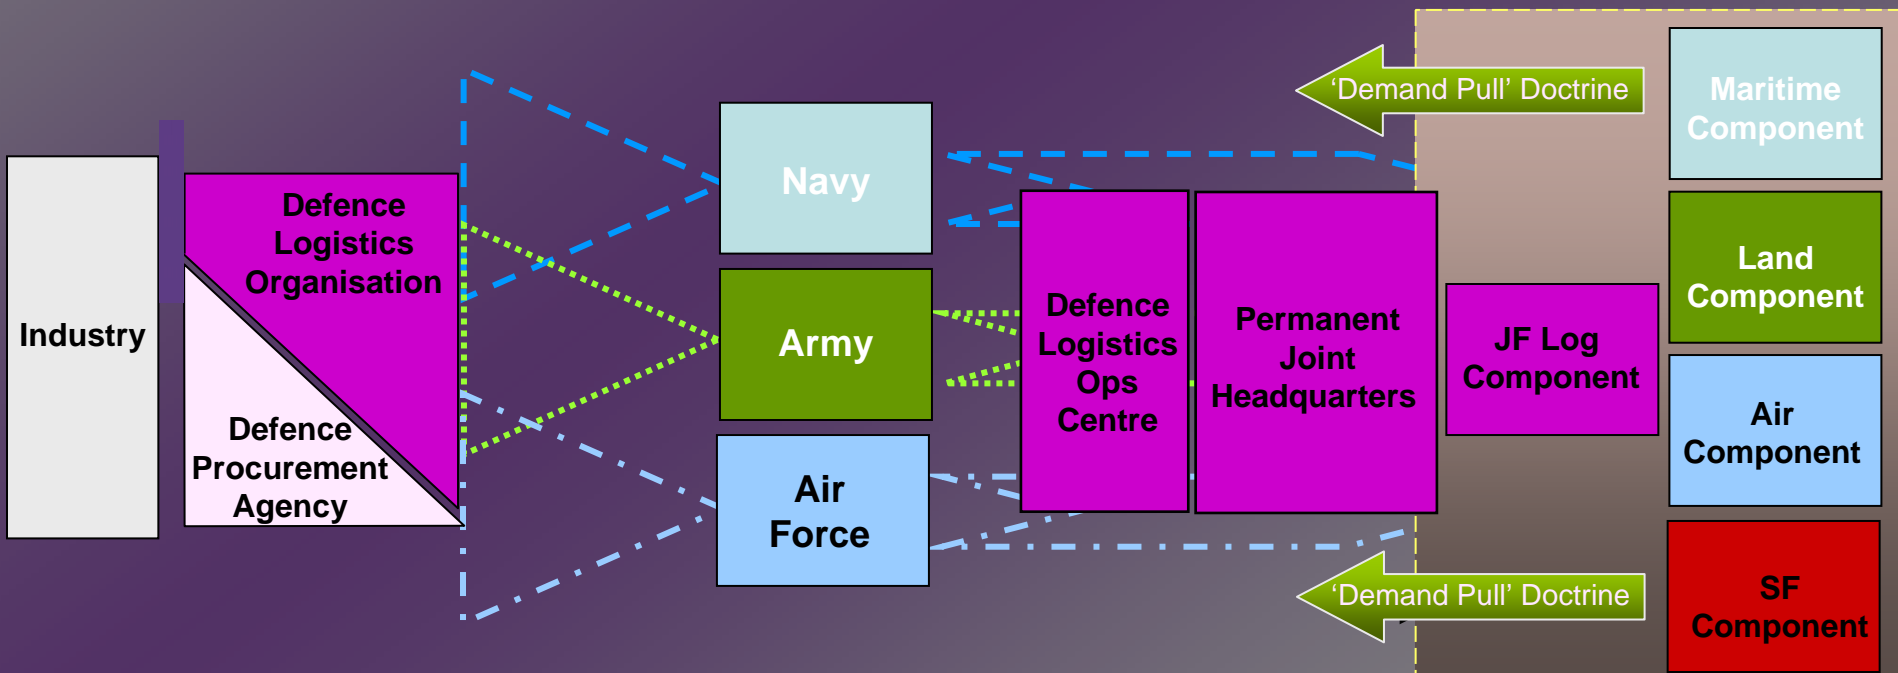 Industry
Defence
Logistics
Organisation
Defence
Procurement
Agency
Navy
Army
Air
Force
Defence
Logistics
Ops
Centre
Permanent
Joint
Headquarters
JF Log
Component
‘Demand Pull’ Doctrine
‘Demand Pull’ Doctrine
Maritime
Component
Land
Component
Air
Component
SF
Component